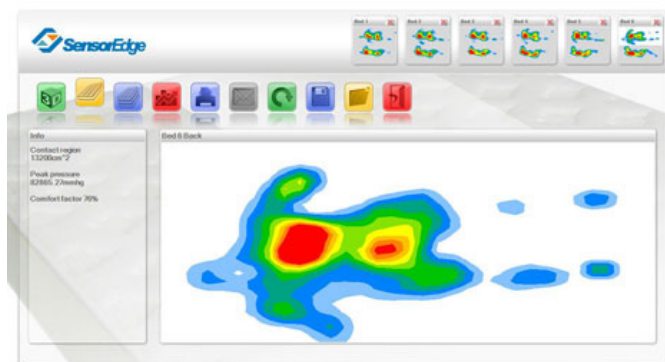 SensorEdge
Bed 1
Bed 2
Bed 3
Bed 4
Bed 5
Bed 6
3D
Info
Contact region
13200cm^2
Peak pressure
82865.27mmhg
Comfort factor 76%
Bed 6 Back